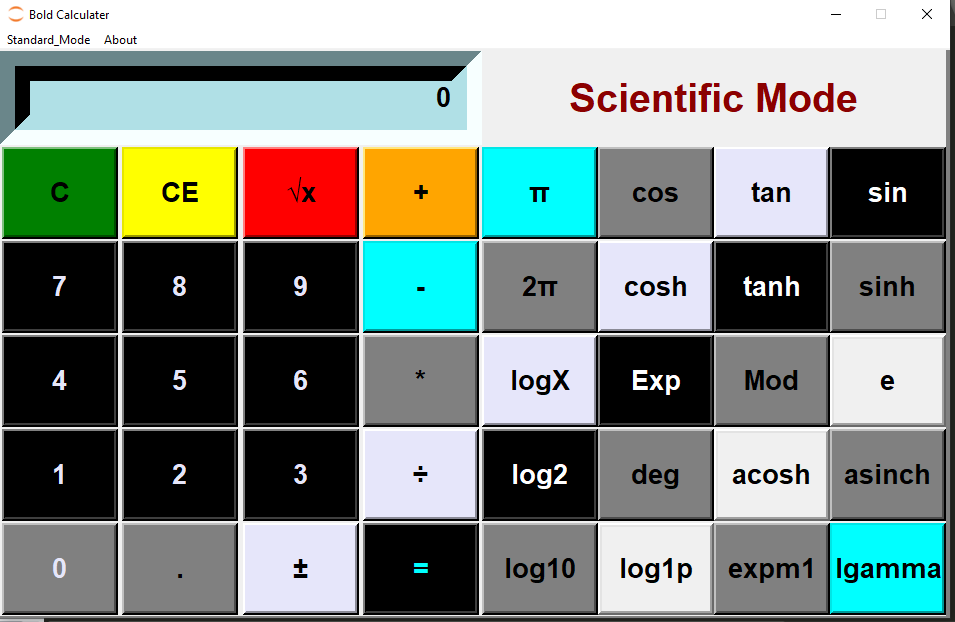 Bold Calculater
Standard_Mode About
0
Scientific Mode
C CE √x + π cos tan sin
7 8 9 - 2π cosh tanh sinh
4 5 6 * logX Exp Mod e
1 2 3 ÷ log2 deg acosh asinch
0 . ± = log10 log1p expm1 lgamma